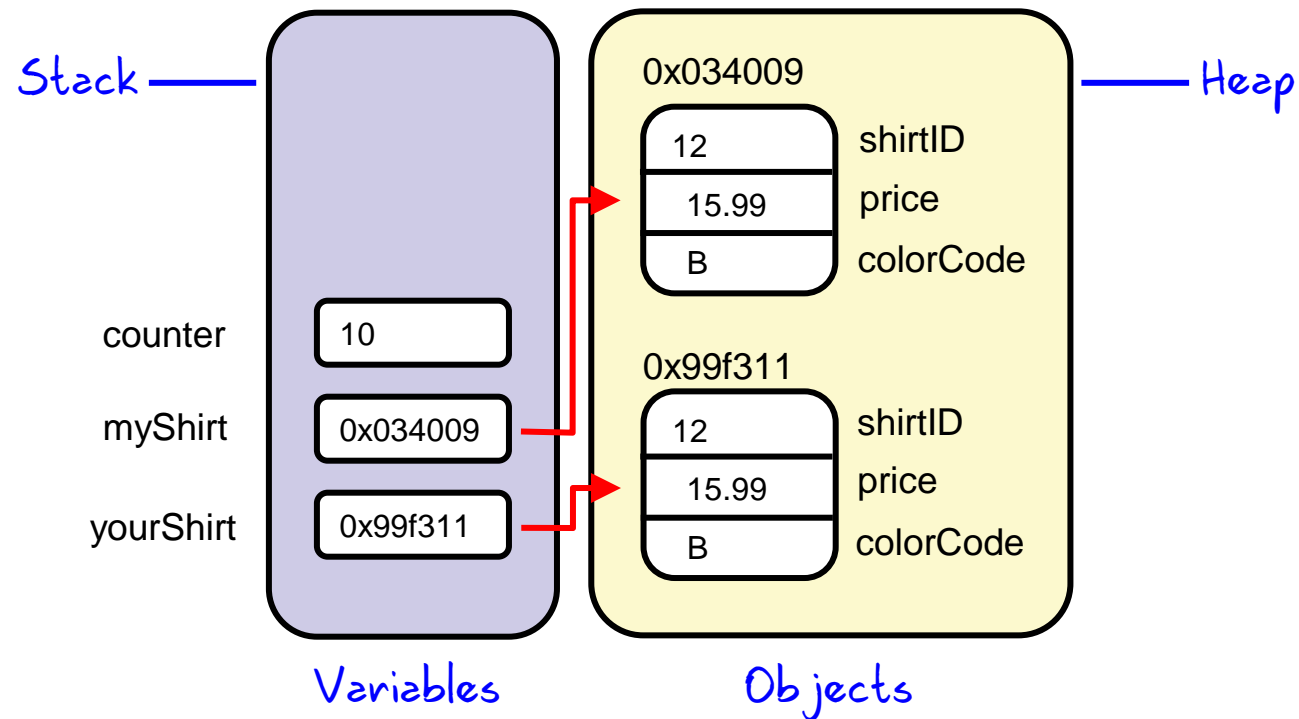 Stack
Heap
0x034009
12 shirtID
15.99 price
B colorCode
counter 10
myShirt 0x034009
yourShirt 0x99f311
0x99f311
12 shirtID
15.99 price
B colorCode
Variables
Objects